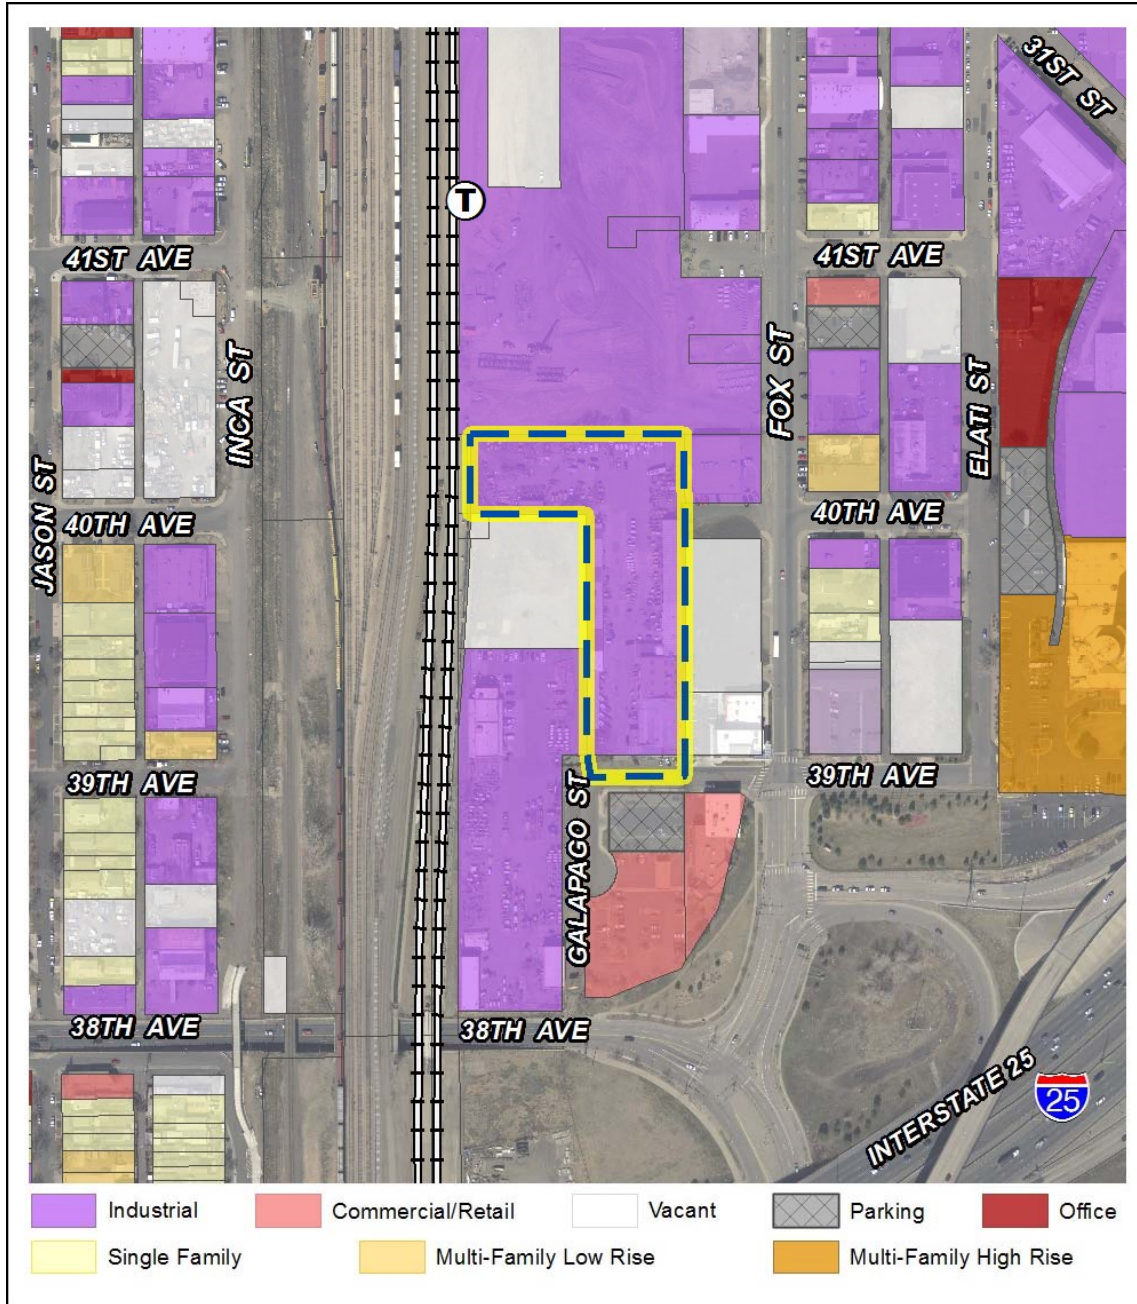 31ST ST
T
41ST AVE
41ST AVE
INCA ST
FOX ST
ELATI ST
JASON ST
40TH AVE
40TH AVE
39TH AVE
39TH AVE
GALAPAGO ST
38TH AVE
38TH AVE
INTERSTATE 25
25
Industrial
Commercial/Retail
Vacant
Parking
Office
Single Family
Multi-Family Low Rise
Multi-Family High Rise